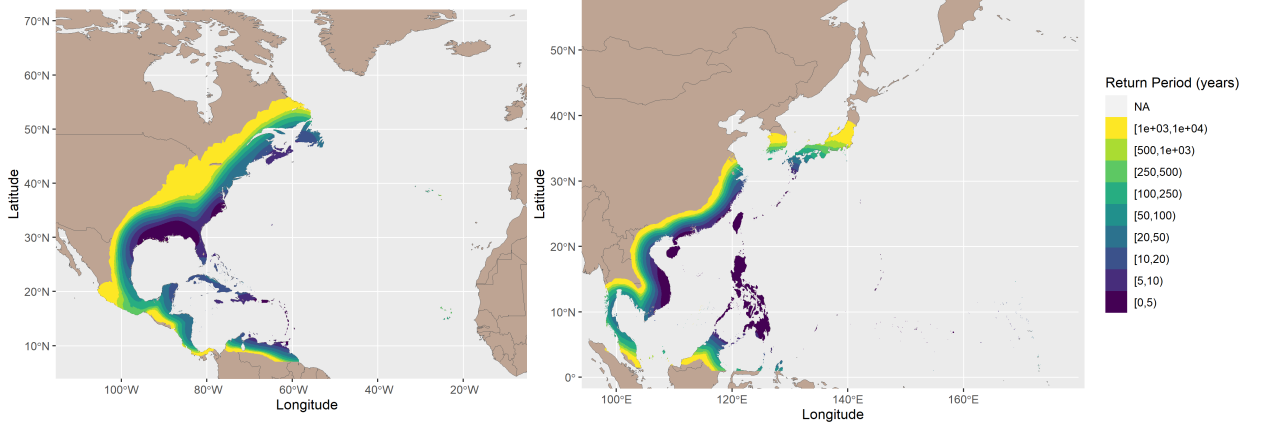 70°N
60°N
50°N
40°N
30°N
20°N
10°N
Latitude
100°W
80°W
60°W
40°W
20°W
Longitude
50°N
40°N
30°N
20°N
10°N
0°
Latitude
100°E
120°E
140°E
160°E
Longitude
Return Period (years)
NA
[1e+03,1e+04)
[500,1e+03)
[250,500)
[100,250)
[50,100)
[20,50)
[10,20)
[5,10)
[0,5)